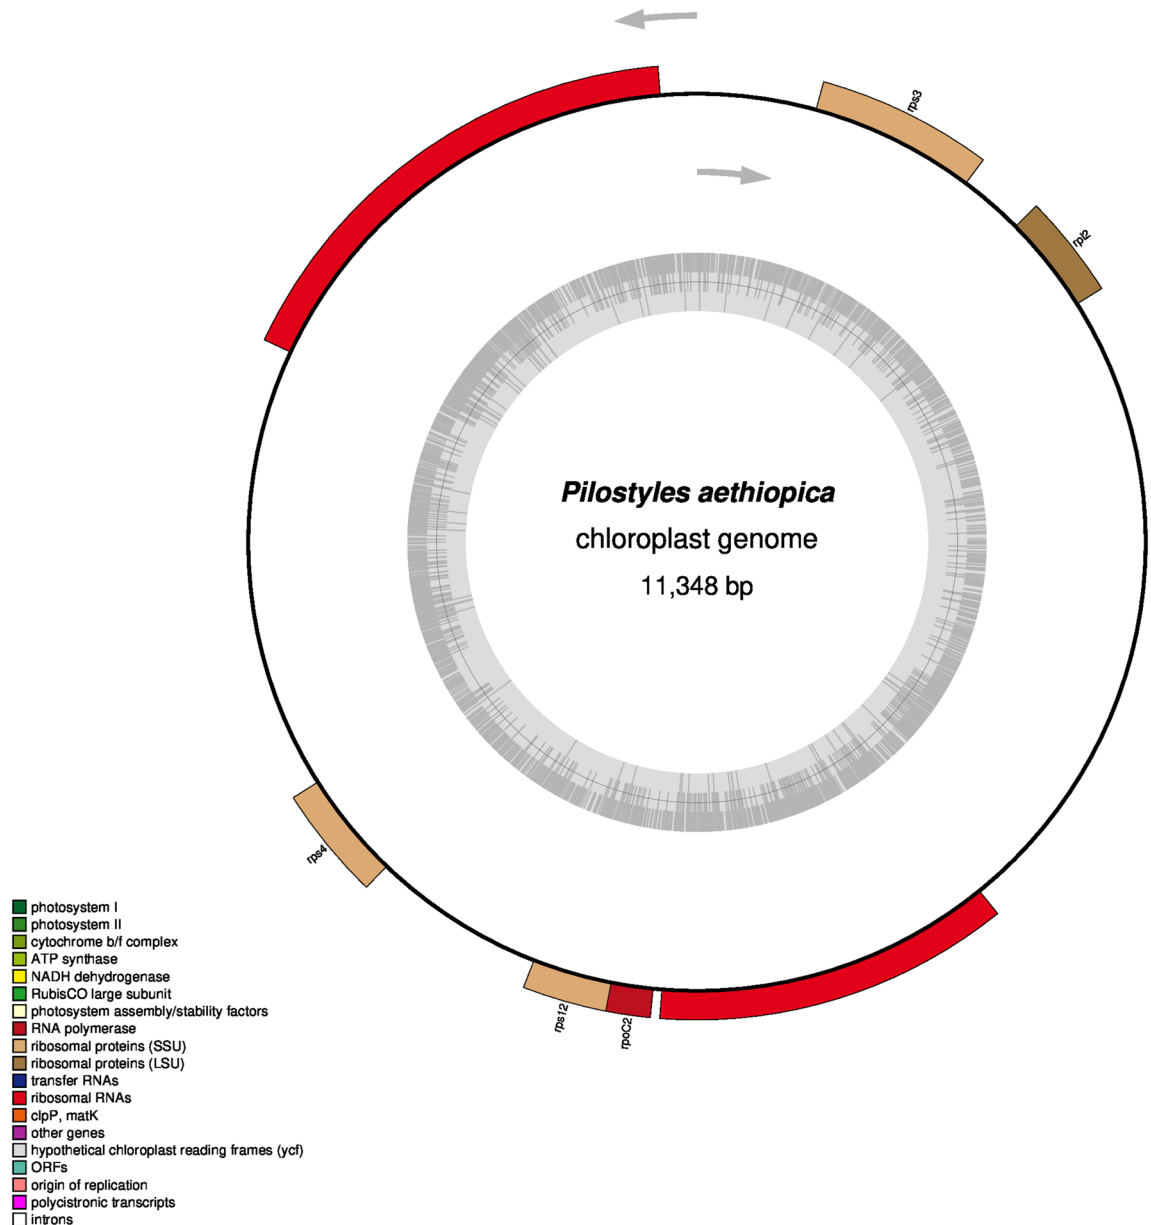 rps3
rpl2
Pilostyles aethiopica
chloroplast genome
11,348 bp
rps4
rps12
rpoC2
photosystem I
photosystem II
cytochrome b/f complex
ATP synthase
NADH dehydrogenase
RubisCO large subunit
photosystem assembly/stability factors
RNA polymerase
ribosomal proteins (SSU)
ribosomal proteins (LSU)
transfer RNAs
ribosomal RNAs
clpP, matK
other genes
hypothetical chloroplast reading frames (ycf)
ORFs
origin of replication
polycistronic transcripts
introns